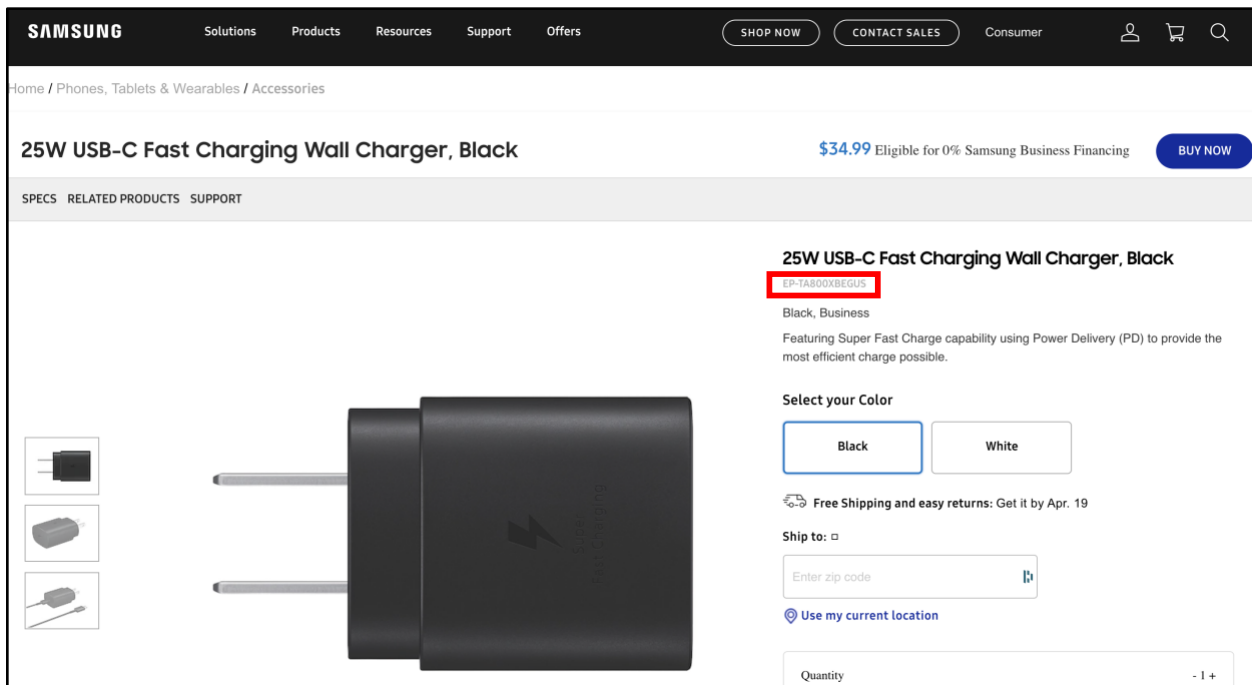 SAMSUNG Solutions Products Resources Support Offers SHOP NOW CONTACT SALES Consumer
Home / Phones, Tablets & Wearables / Accessories
25W USB-C Fast Charging Wall Charger, Black $34.99 Eligible for 0% Samsung Business Financing BUY NOW
SPECS RELATED PRODUCTS SUPPORT
25W USB-C Fast Charging Wall Charger, Black
EP-TA800XBEGUS
Black, Business
Featuring Super Fast Charge capability using Power Delivery (PD) to provide the
most efficient charge possible.
Select your Color
Black White
Super
Fast Charging
Free Shipping and easy returns: Get it by Apr. 19
Ship to:
Enter zip code
Use my current location
Quantity - 1 +